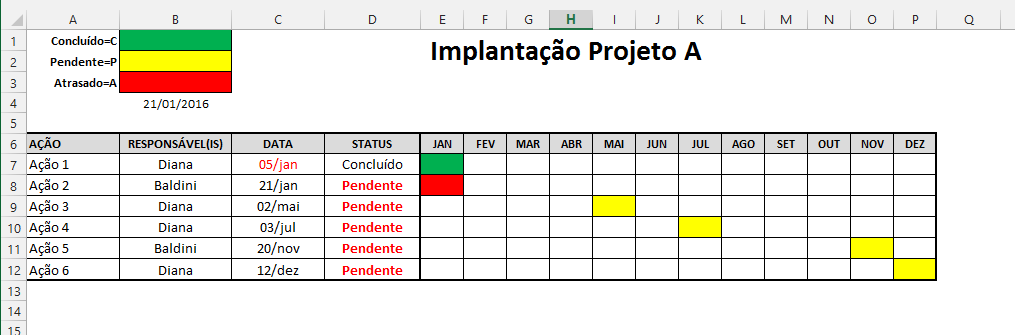 A B C D E F G H I J K L M N O P Q
1 Concluído=C Implantação Projeto A
2 Pendente=P
3 Atrasado=A
4 21/01/2016
5
6 AÇÃO RESPONSÁVEL(IS) DATA STATUS JAN FEV MAR ABR MAI JUN JUL AGO SET OUT NOV DEZ
7 Ação 1 Diana 05/jan Concluído
8 Ação 2 Baldini 21/jan Pendente
9 Ação 3 Diana 02/mai Pendente
10 Ação 4 Diana 03/jul Pendente
11 Ação 5 Baldini 20/nov Pendente
12 Ação 6 Diana 12/dez Pendente
13
14
15